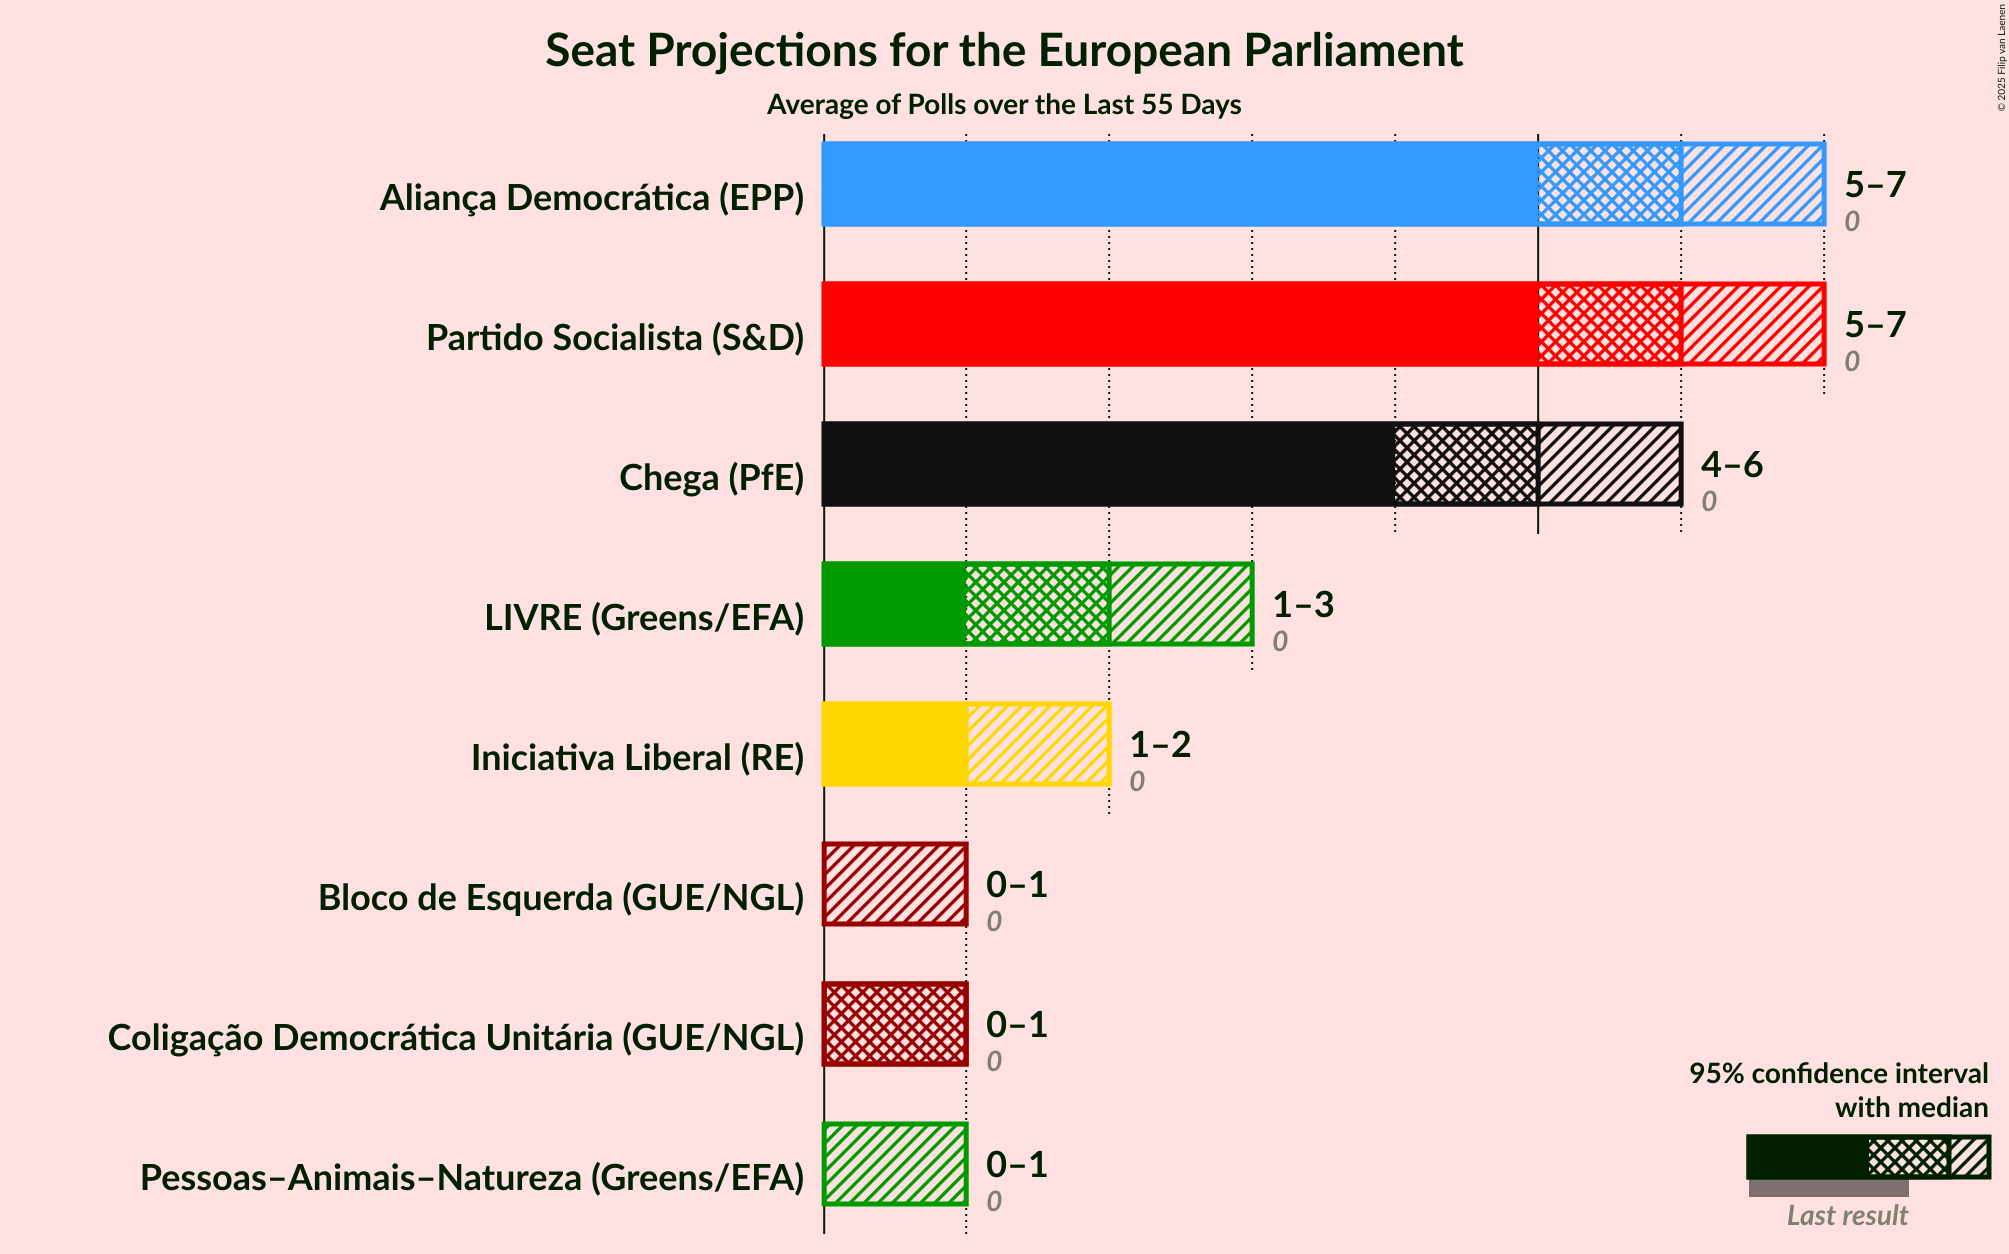 Seat Projections for the European Parliament
Average of Polls over the Last 55 Days
© 2025 Filip van Laenen
Aliança Democrática (EPP)
5–7
0
Partido Socialista (S&D)
5–7
0
Chega (PfE)
4–6
0
LIVRE (Greens/EFA)
1–3
0
Iniciativa Liberal (RE)
1–2
0
Bloco de Esquerda (GUE/NGL)
0–1
0
Coligação Democrática Unitária (GUE/NGL)
0–1
0
Pessoas–Animais–Natureza (Greens/EFA)
0–1
0
95% confidence interval
with median
Last result